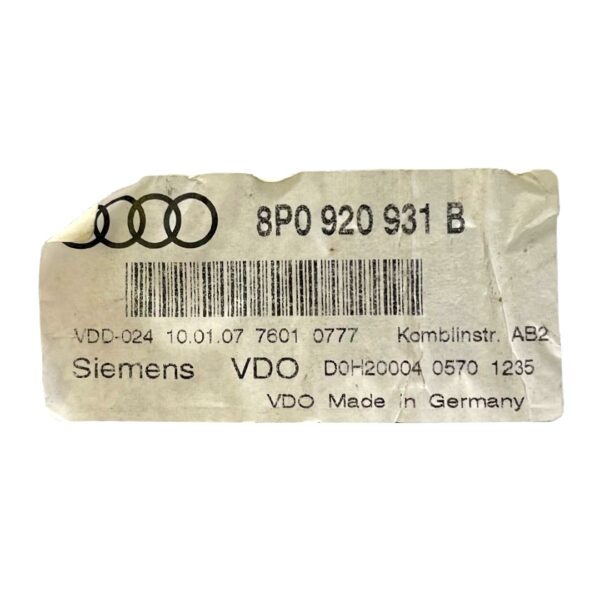 8P0 920 931 B
VDD-024 10.01.07 7601 0777 Kombiinstr. AB2
Siemens VDO D0H20004 0570 1235
VDO Made in Germany